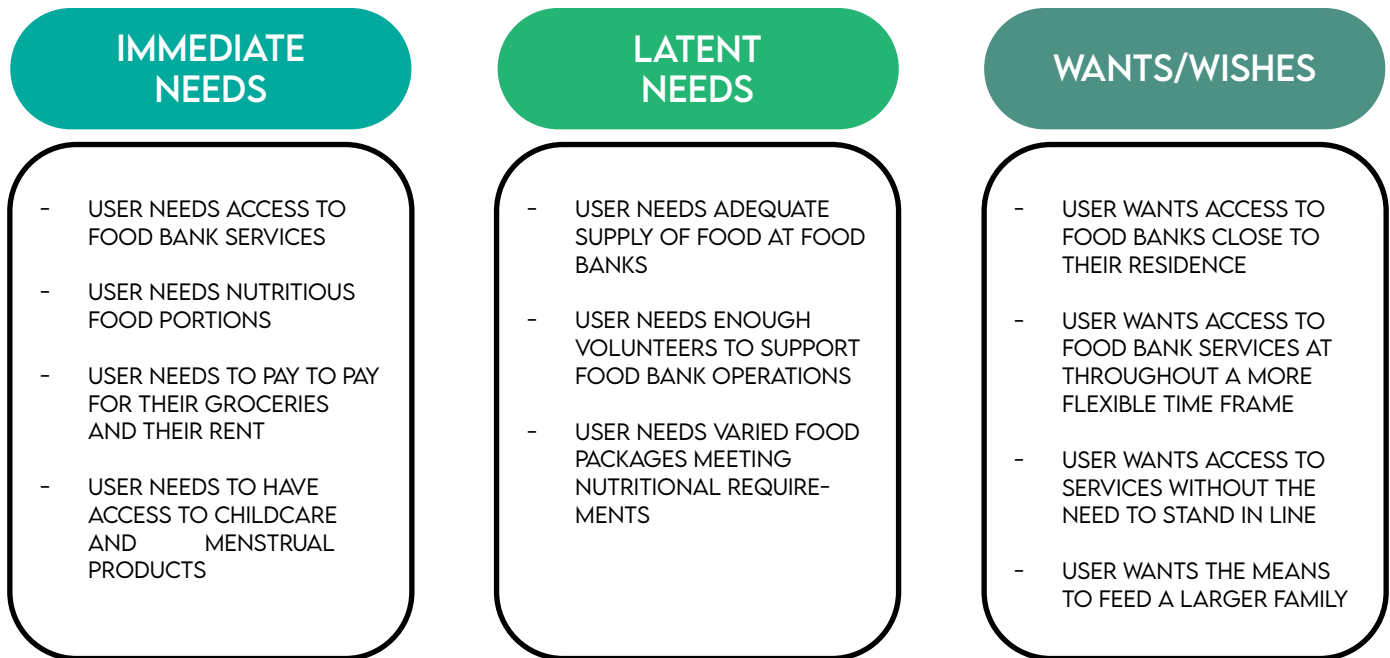 IMMEDIATE
NEEDS
- USER NEEDS ACCESS TO
FOOD BANK SERVICES
- USER NEEDS NUTRITIOUS
FOOD PORTIONS
- USER NEEDS TO PAY TO PAY
FOR THEIR GROCERIES
AND THEIR RENT
- USER NEEDS TO HAVE
ACCESS TO CHILDCARE
AND MENSTRUAL
PRODUCTS
LATENT
NEEDS
- USER NEEDS ADEQUATE
SUPPLY OF FOOD AT FOOD
BANKS
- USER NEEDS ENOUGH
VOLUNTEERS TO SUPPORT
FOOD BANK OPERATIONS
- USER NEEDS VARIED FOOD
PACKAGES MEETING
NUTRITIONAL REQUIRE-
MENTS
WANTS/WISHES
- USER WANTS ACCESS TO
FOOD BANKS CLOSE TO
THEIR RESIDENCE
- USER WANTS ACCESS TO
FOOD BANK SERVICES AT
THROUGHOUT A MORE
FLEXIBLE TIME FRAME
- USER WANTS ACCESS TO
SERVICES WITHOUT THE
NEED TO STAND IN LINE
- USER WANTS THE MEANS
TO FEED A LARGER FAMILY